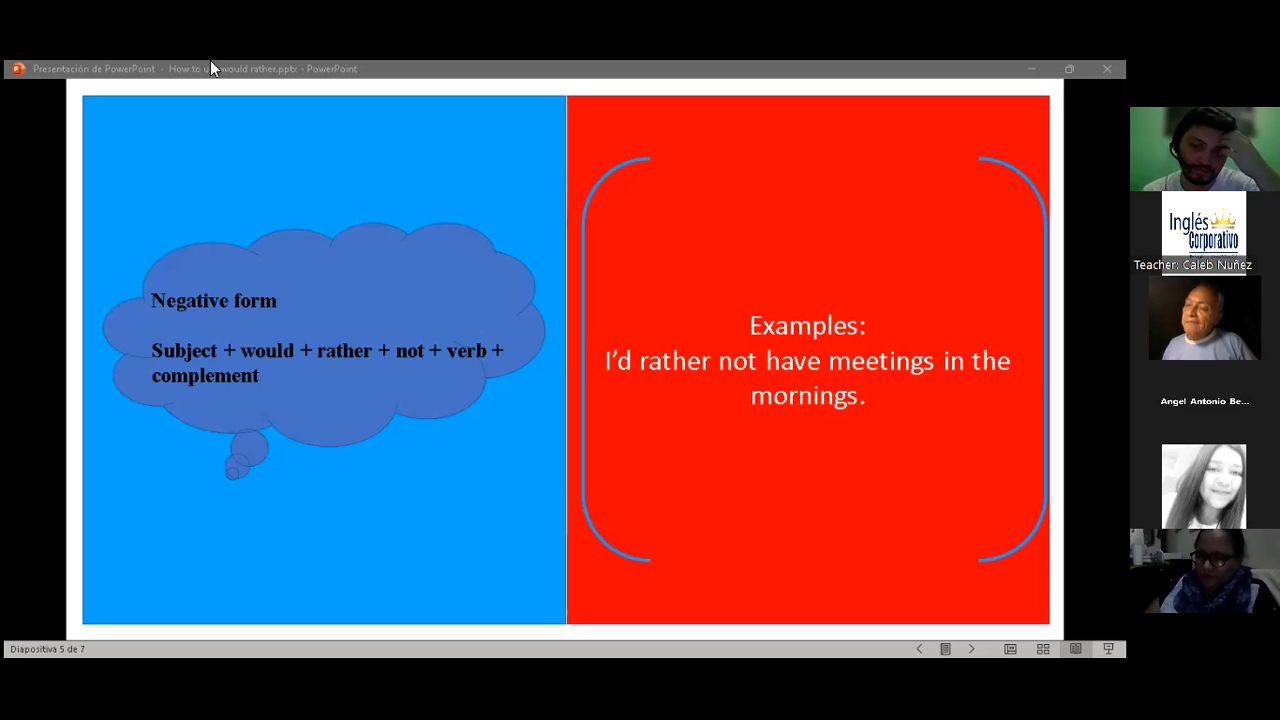 Presentación de PowerPoint - How to u would rather.pptx - PowerPoint
Negative form
Subject + would + rather + not + verb +
complement
Examples:
I'd rather not have meetings in the
mornings.
Diapositiva 5 de 7
Inglés
Corporativo
Teacher: Caleb Nuñez
Angel Antonio Be...